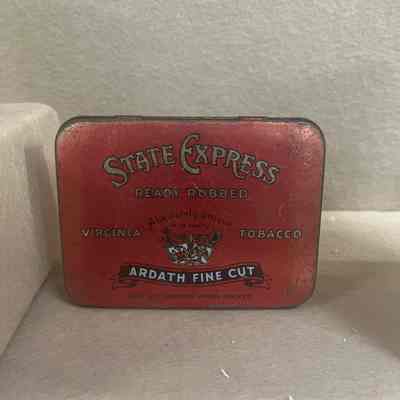 STATE EXPRESS
READY RUBBED
VIRGINIA TOBACCO
ARDATH FINE CUT